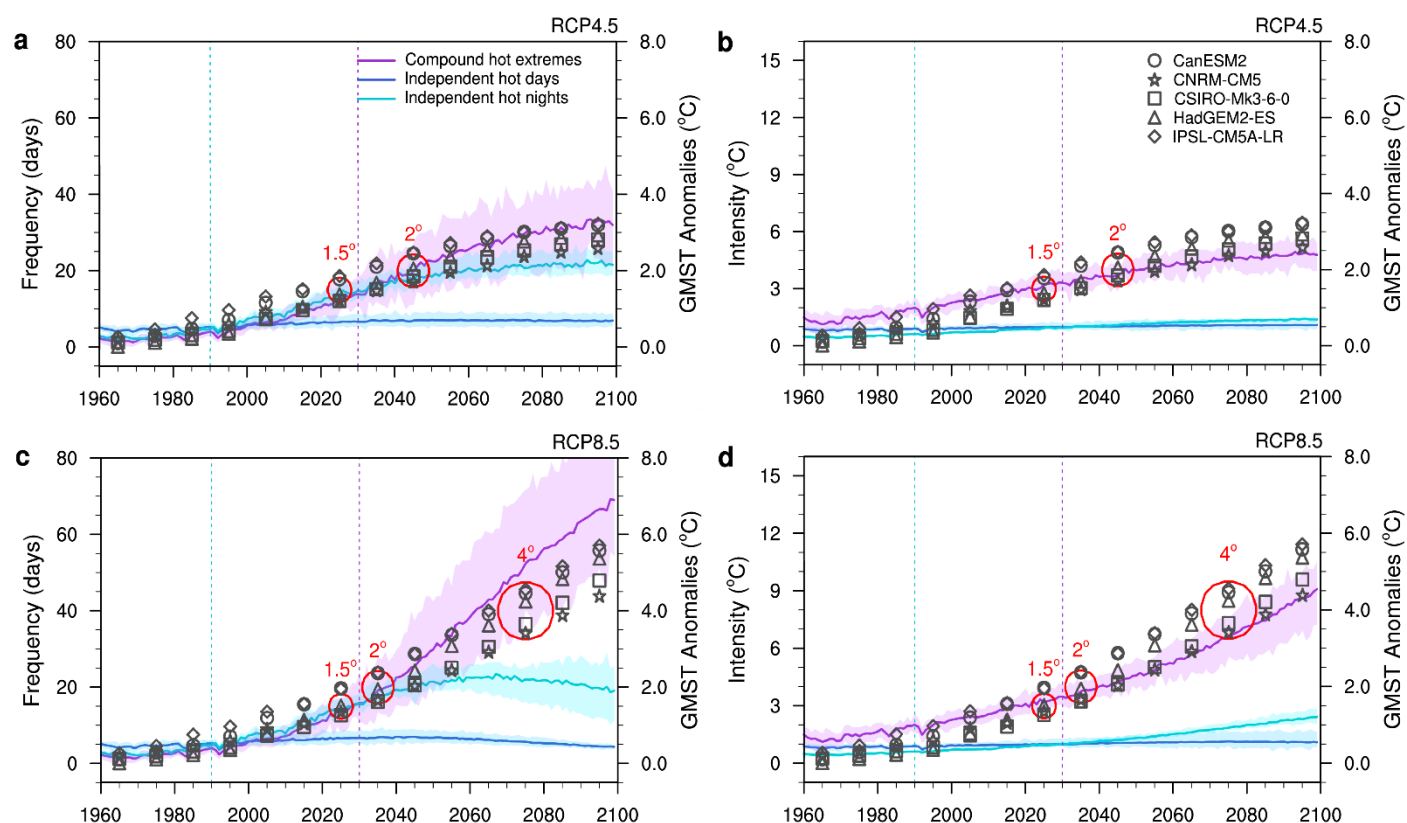 a
RCP4.5
80
60
40
20
0
Frequency (days)
Compound hot extremes
Independent hot days
Independent hot nights
1.5°
2°
8.0
6.0
4.0
2.0
0.0
GMST Anomalies (°C)
1960 1980 2000 2020 2040 2060 2080 2100
b
RCP4.5
15
12
9
6
3
0
Intensity (°C)
CanESM2
CNRM-CM5
CSIRO-Mk3-6-0
HadGEM2-ES
IPSL-CM5A-LR
1.5°
2°
8.0
6.0
4.0
2.0
0.0
GMST Anomalies (°C)
1960 1980 2000 2020 2040 2060 2080 2100
c
RCP8.5
80
60
40
20
0
Frequency (days)
1.5°
2°
4°
8.0
6.0
4.0
2.0
0.0
GMST Anomalies (°C)
1960 1980 2000 2020 2040 2060 2080 2100
d
RCP8.5
15
12
9
6
3
0
Intensity (°C)
1.5°
2°
4°
8.0
6.0
4.0
2.0
0.0
GMST Anomalies (°C)
1960 1980 2000 2020 2040 2060 2080 2100